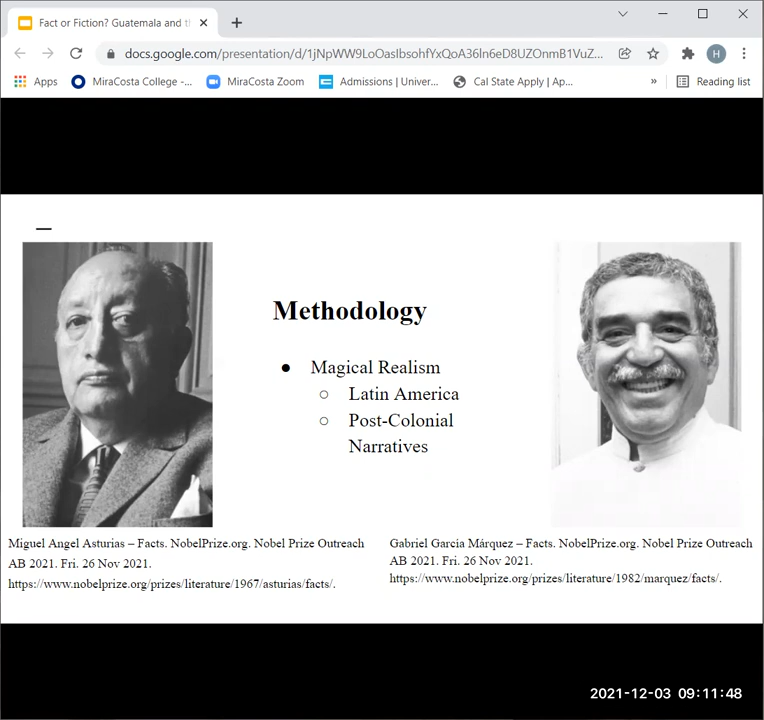 Fact or Fiction? Guatemala and t
docs.google.com/presentation/d/1jNpWW9LoOasIbsohfYxQoA36ln6eD8UZOnmB1VuZ...
H
Apps MiraCosta College -... MiraCosta Zoom Admissions | Univer... Cal State Apply | Ap... » Reading list
Methodology
● Magical Realism
○ Latin America
○ Post-Colonial
Narratives
Miguel Angel Asturias – Facts. NobelPrize.org. Nobel Prize Outreach
AB 2021. Fri. 26 Nov 2021.
https://www.nobelprize.org/prizes/literature/1967/asturias/facts/.
Gabriel Garcia Márquez – Facts. NobelPrize.org. Nobel Prize Outreach
AB 2021. Fri. 26 Nov 2021.
https://www.nobelprize.org/prizes/literature/1982/marquez/facts/.
2021-12-03 09:11:48